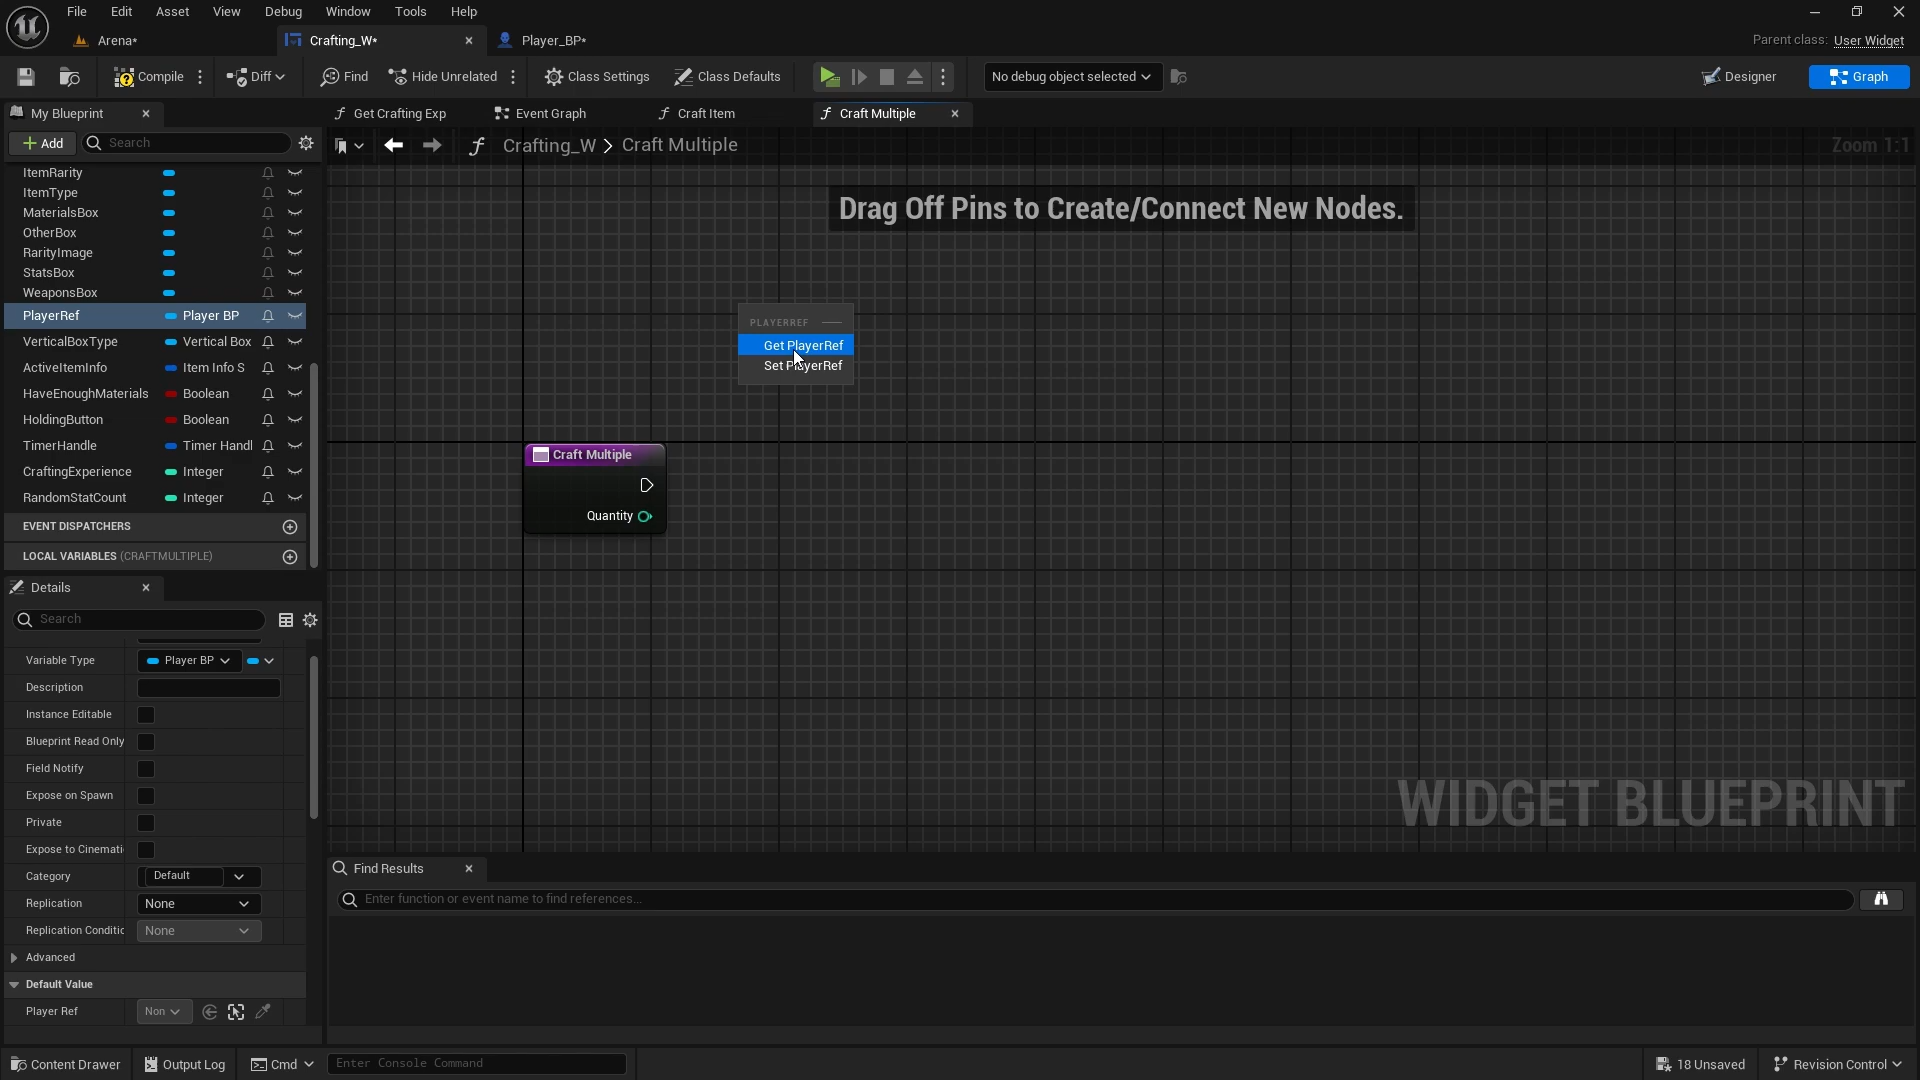 File Edit Asset View Debug Window Tools Help
Arena* Crafting_W* Player_BP* Parent class: User Widget
Compile Diff Find Hide Unrelated Class Settings Class Defaults No debug object selected Designer Graph
My Blueprint Get Crafting Exp Event Graph Craft Item Craft Multiple
Add Search Crafting_W > Craft Multiple Zoom 1:1
ItemRarity
ItemType
MaterialsBox
OtherBox
RarityImage
StatsBox
WeaponsBox
PlayerRef Player BP
VerticalBoxType Vertical Box
ActiveItemInfo Item Info S
HaveEnoughMaterials Boolean
HoldingButton Boolean
TimerHandle Timer Handl
CraftingExperience Integer
RandomStatCount Integer
EVENT DISPATCHERS
LOCAL VARIABLES (CRAFTMULTIPLE)
Drag Off Pins to Create/Connect New Nodes.
PLAYERREF
Get PlayerRef
Set PlayerRef
Craft Multiple
Quantity
WIDGET BLUEPRINT
Details
Search
Variable Type Player BP
Description
Instance Editable
Blueprint Read Only
Field Notify
Expose on Spawn
Private
Expose to Cinemati
Category Default
Replication None
Replication Conditic None
Advanced
Default Value
Player Ref Non
Find Results
Enter function or event name to find references...
Content Drawer Output Log Cmd Enter Console Command 18 Unsaved Revision Control